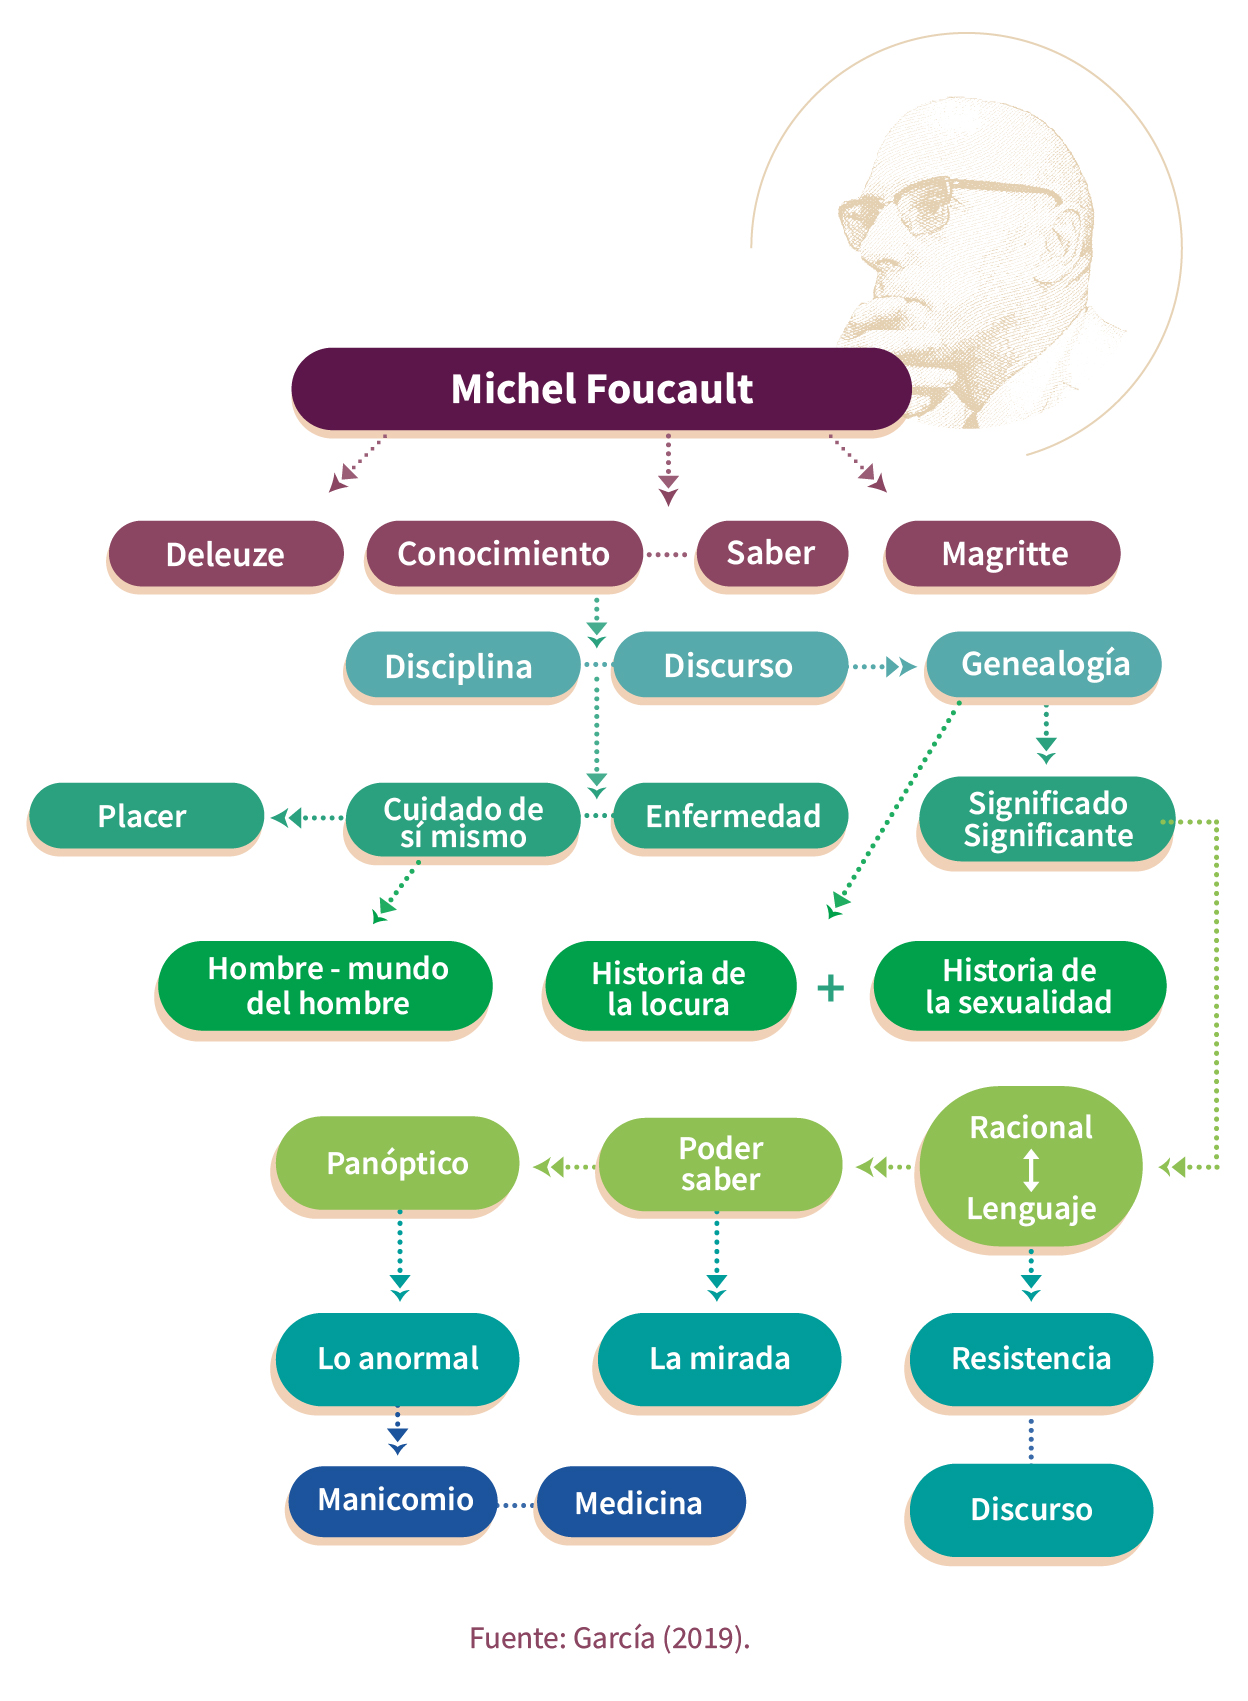 Michel Foucault
Deleuze
Conocimiento
Saber
Magritte
Disciplina
Discurso
Genealogía
Placer
Cuidado de
sí mismo
Enfermedad
Significado
Significante
Hombre - mundo
del hombre
Historia de
la locura
+
Historia de
la sexualidad
Panóptico
Poder
saber
Racional
Lenguaje
Lo anormal
La mirada
Resistencia
Manicomio
Medicina
Discurso
Fuente: García (2019).